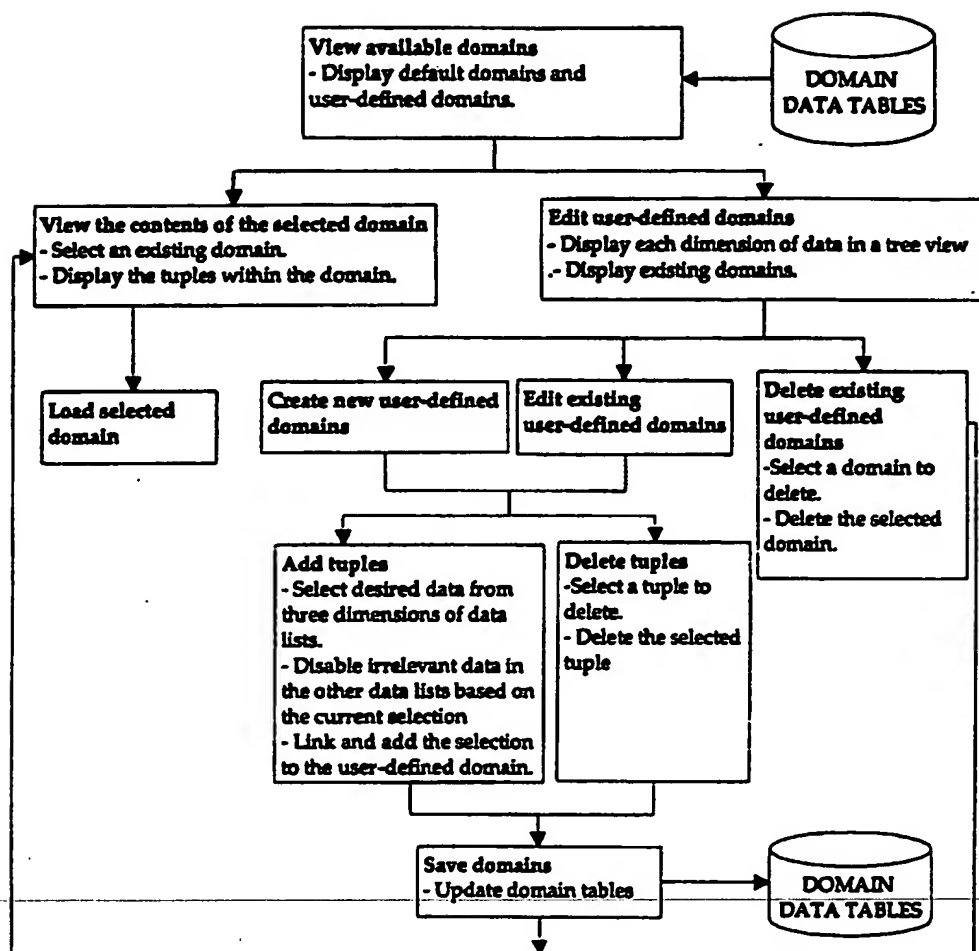 View available domains
- Display default domains and
user-defined domains.
DOMAIN
DATA TABLES
View the contents of the selected domain
- Select an existing domain.
- Display the tuples within the domain.
Edit user-defined domains
- Display each dimension of data in a tree view
.- Display existing domains.
Load selected
domain
Create new user-defined
domains
Edit existing
user-defined domains
Delete existing
user-defined
domains
-Select a domain to
delete.
- Delete the selected
domain.
Add tuples
- Select desired data from
three dimensions of data
lists.
- Disable irrelevant data in
the other data lists based on
the current selection
- Link and add the selection
to the user-defined domain.
Delete tuples
-Select a tuple to
delete.
- Delete the selected
tuple
Save domains
- Update domain tables
DOMAIN
DATA TABLES